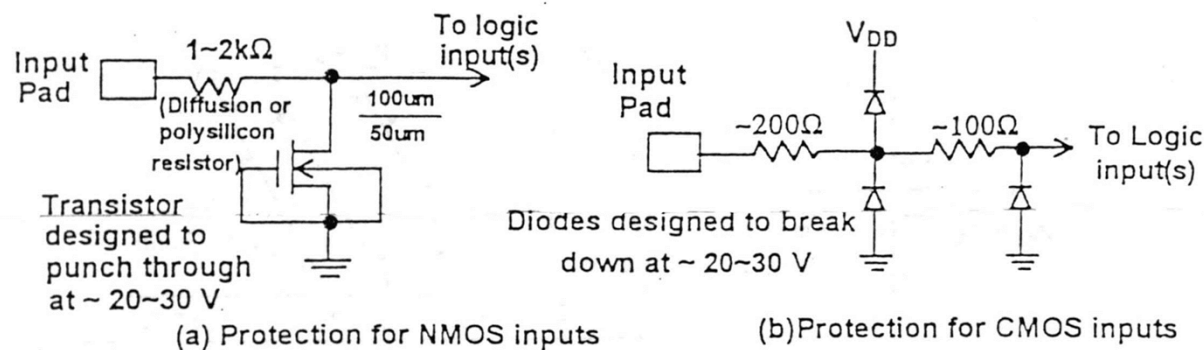 Input
Pad
1~2kΩ
To logic
input(s)
(Diffusion or
polysilicon
resistor)
100um
50um
Transistor
designed to
punch through
at ~ 20~30 V
(a) Protection for NMOS inputs
VDD
Input
Pad
~200Ω
~100Ω
To Logic
input(s)
Diodes designed to break
down at ~ 20~30 V
(b)Protection for CMOS inputs